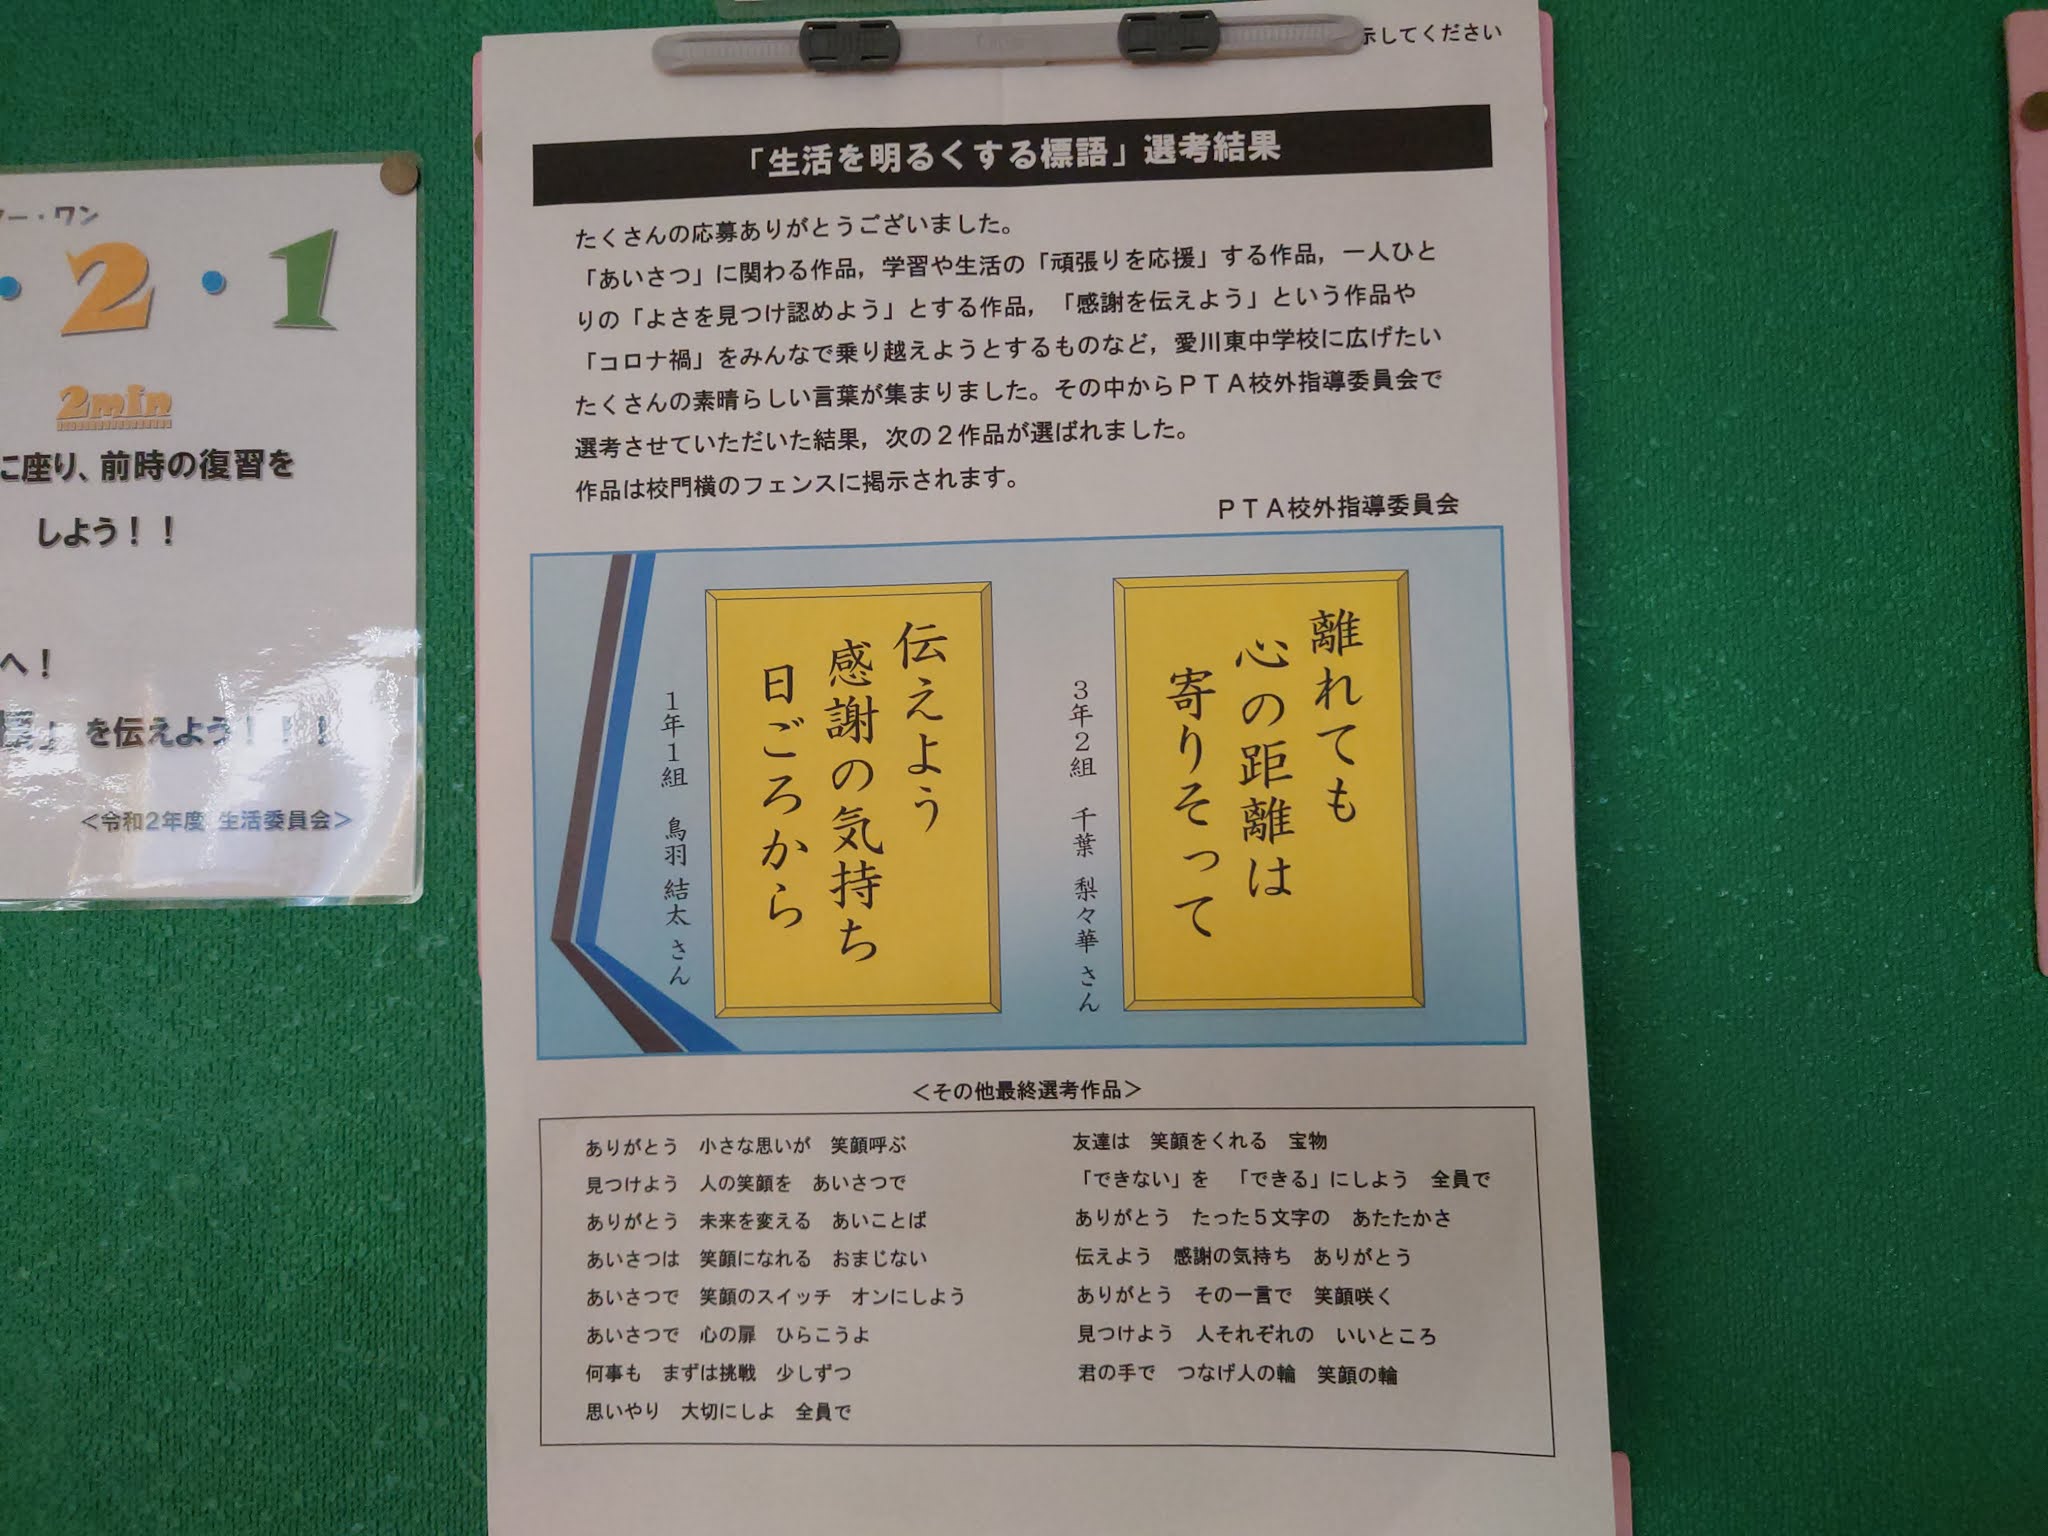 示してください
「生活を明るくする標語」選考結果
たくさんの応募ありがとうございました。
「あいさつ」に関わる作品，学習や生活の「頑張りを応援」する作品，一人ひと
りの「よさを見つけ認めよう」とする作品，「感謝を伝えよう」という作品や
「コロナ禍」をみんなで乗り越えようとするものなど，愛川東中学校に広げたい
たくさんの素晴らしい言葉が集まりました。その中からＰＴＡ校外指導委員会で
選考させていただいた結果，次の２作品が選ばれました。
作品は校門横のフェンスに掲示されます。
ＰＴＡ校外指導委員会
離れても
心の距離は
寄りそって
３年２組　千葉　梨々華　さん
伝えよう
感謝の気持ち
日ごろから
１年１組　鳥羽　結太　さん
＜その他最終選考作品＞
ありがとう　小さな思いが　笑顔呼ぶ
見つけよう　人の笑顔を　あいさつで
ありがとう　未来を変える　あいことば
あいさつは　笑顔になれる　おまじない
あいさつで　笑顔のスイッチ　オンにしよう
あいさつで　心の扉　ひらこうよ
何事も　まずは挑戦　少しずつ
思いやり　大切にしよ　全員で
友達は　笑顔をくれる　宝物
「できない」を　「できる」にしよう　全員で
ありがとう　たった５文字の　あたたかさ
伝えよう　感謝の気持ち　ありがとう
ありがとう　その一言で　笑顔咲く
見つけよう　人それぞれの　いいところ
君の手で　つなげ人の輪　笑顔の輪
ー・ワン
・2・1
2min
に座り、前時の復習を
しよう！！
へ！
」を伝えよう！！！
＜令和2年度 生活委員会＞